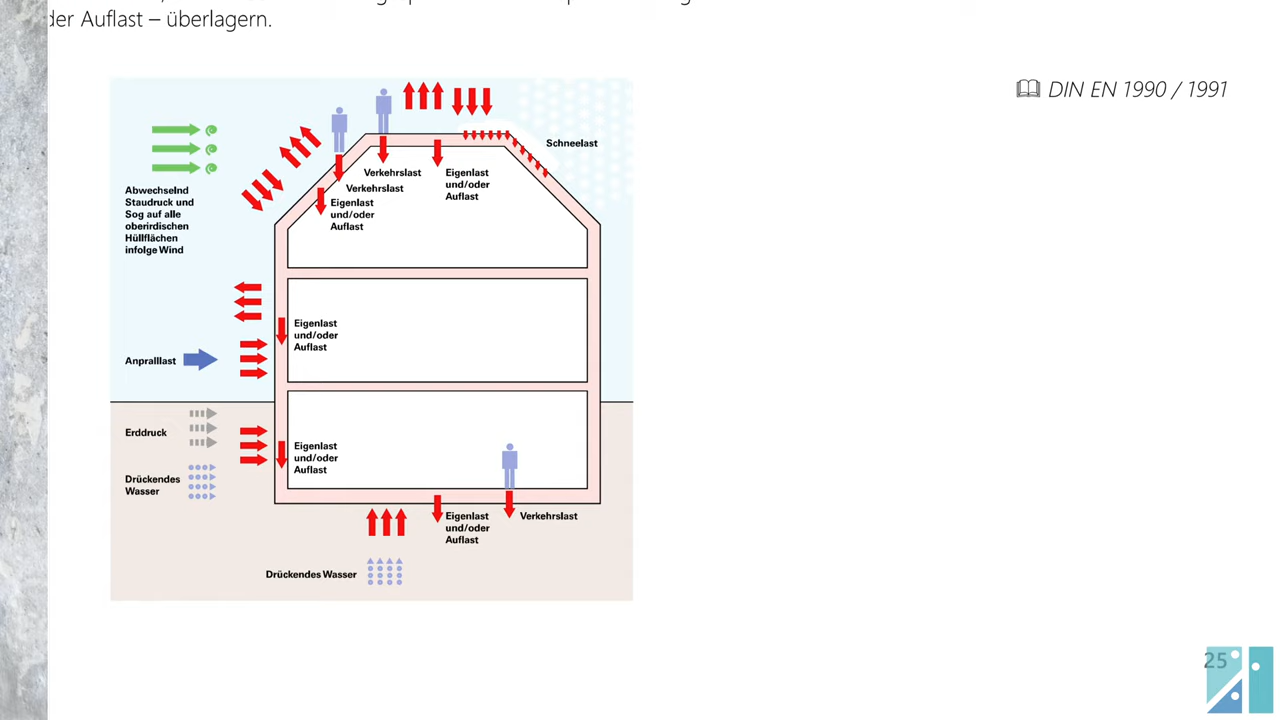 der Auflast – überlagern.
DIN EN 1990 / 1991
Schneelast
Verkehrslast
Verkehrslast
Eigenlast
und/oder
Auflast
Eigenlast
und/oder
Auflast
Abwechselnd
Staudruck und
Sog auf alle
oberirdischen
Hüllflächen
infolge Wind
Eigenlast
und/oder
Auflast
Anpralllast
Erddruck
Eigenlast
und/oder
Auflast
Drückendes
Wasser
Eigenlast
und/oder
Auflast
Verkehrslast
Drückendes Wasser
25